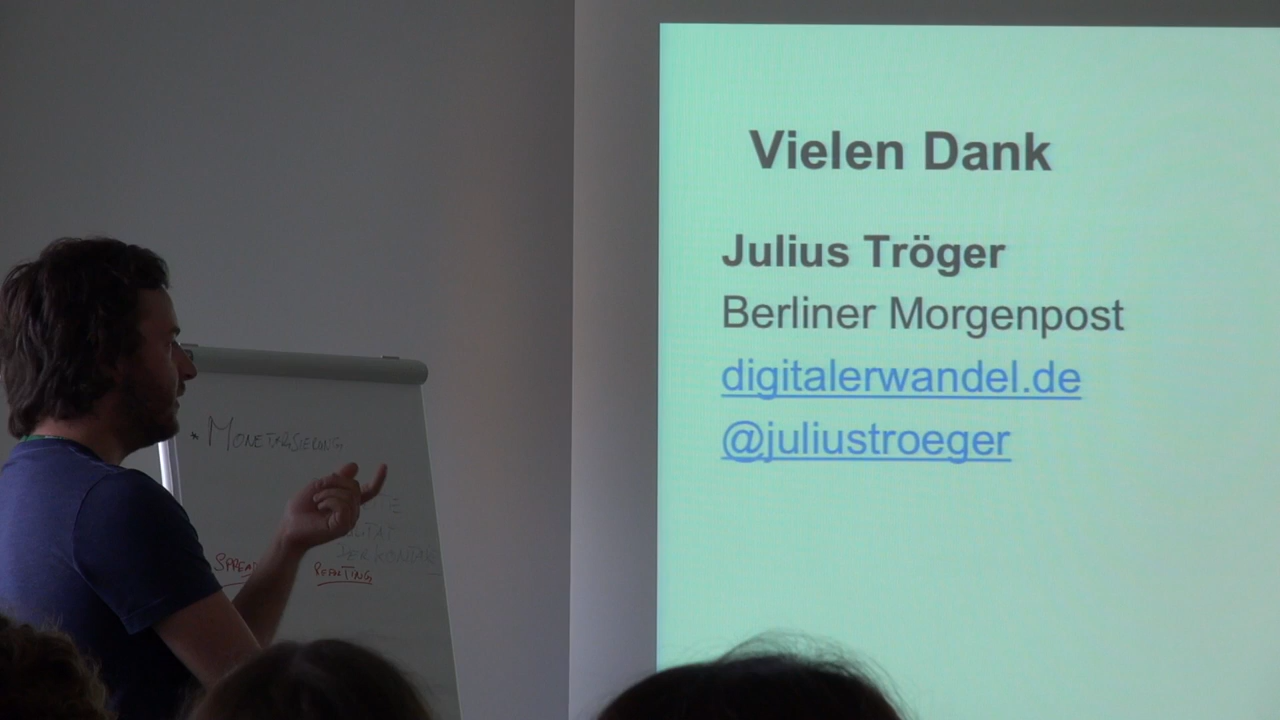 Vielen Dank
Julius Tröger
Berliner Morgenpost
digitalerwandel.de
@juliustroeger
* MONETARISIERUNG